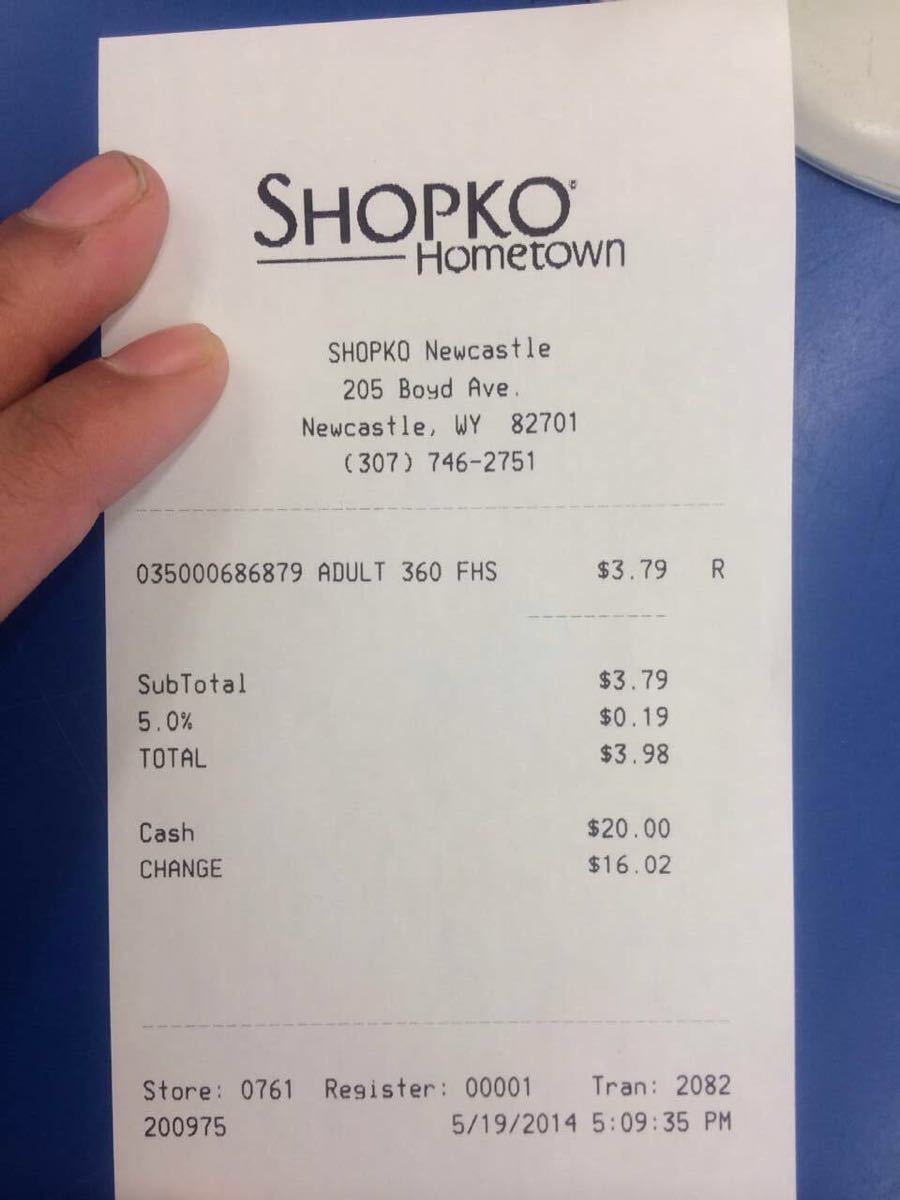 SHOPKO®
Hometown
SHOPKO Newcastle
205 Boyd Ave.
Newcastle, WY 82701
(307) 746-2751
035000686879 ADULT 360 FHS $3.79 R
SubTotal $3.79
5.0% $0.19
TOTAL $3.98
Cash $20.00
CHANGE $16.02
Store: 0761 Register: 00001 Tran: 2082
200975 5/19/2014 5:09:35 PM